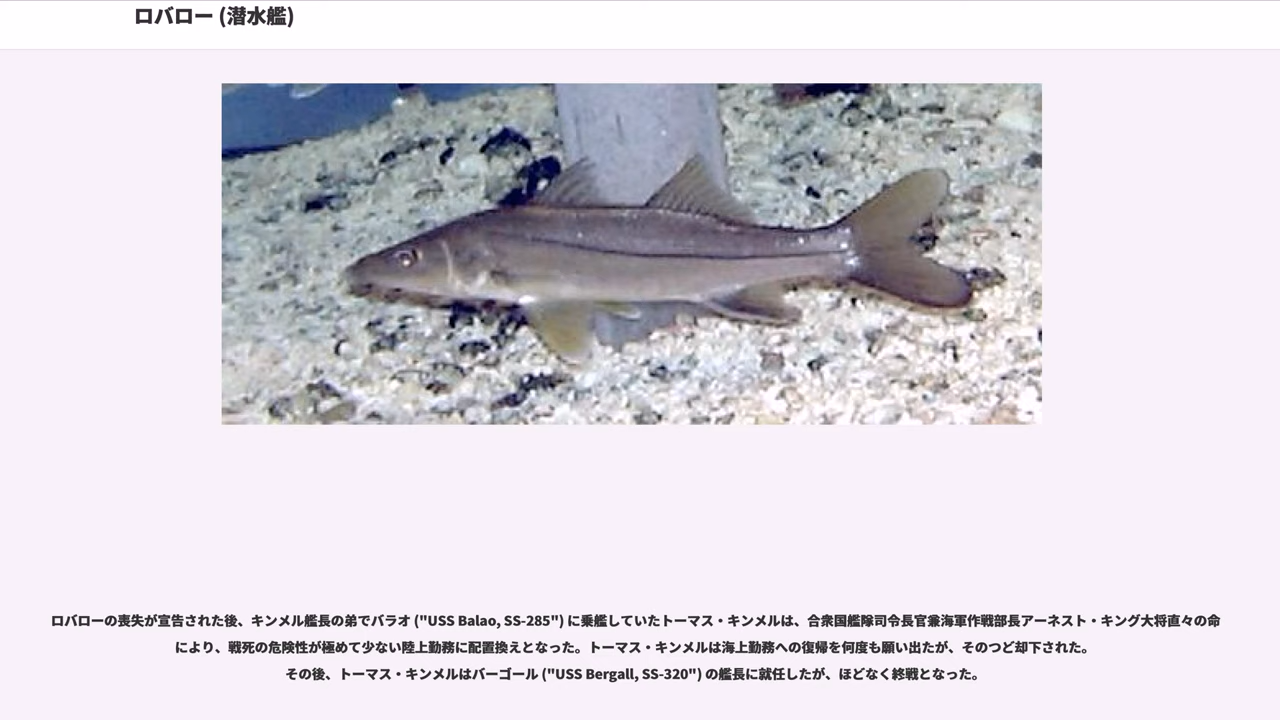 ロバロー (潜水艦)
ロバローの喪失が宣告された後、キンメル艦長の弟でバラオ ("USS Balao, SS-285") に乗艦していたトーマス・キンメルは、合衆国艦隊司令長官兼海軍作戦部長アーネスト・キング大将直々の命
により、戦死の危険性が極めて少ない陸上勤務に配置換えとなった。トーマス・キンメルは海上勤務への復帰を何度も願い出たが、そのつど却下された。
その後、トーマス・キンメルはバーゴール ("USS Bergall, SS-320") の艦長に就任したが、ほどなく終戦となった。